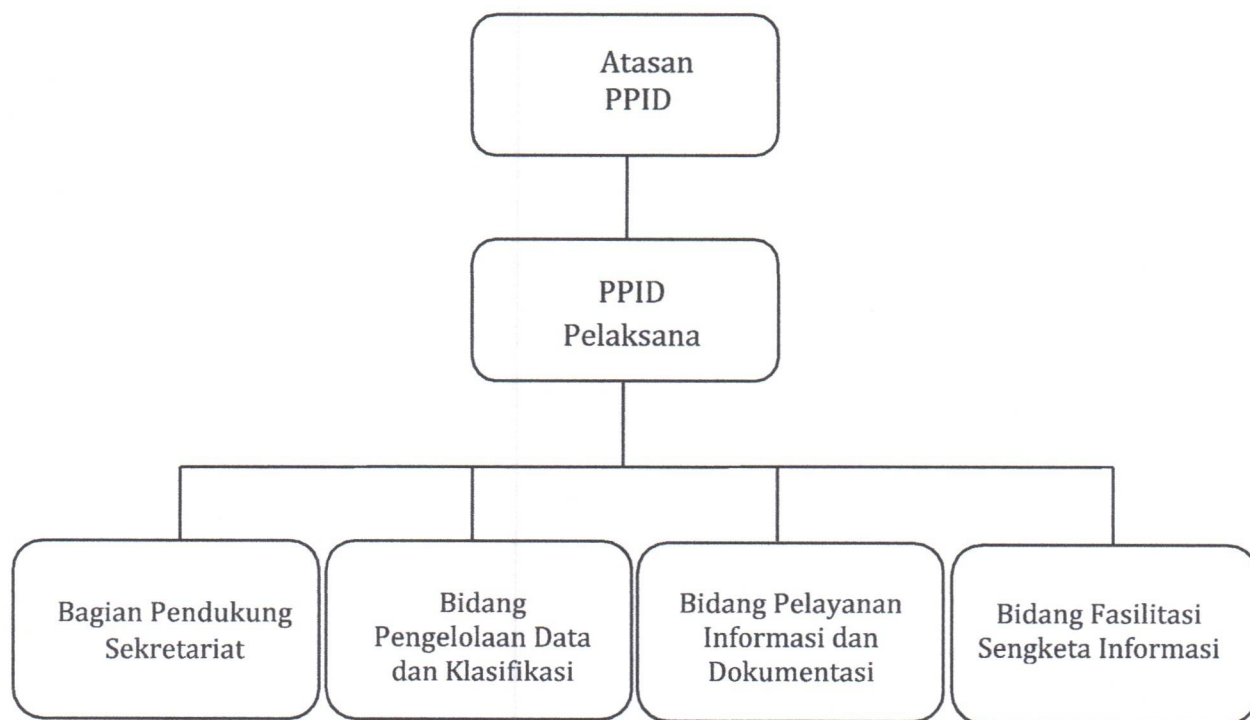 Atasan
PPID
PPID
Pelaksana
Bagian Pendukung
Sekretariat
Bidang
Pengelolaan Data
dan Klasifikasi
Bidang Pelayanan
Informasi dan
Dokumentasi
Bidang Fasilitasi
Sengketa Informasi